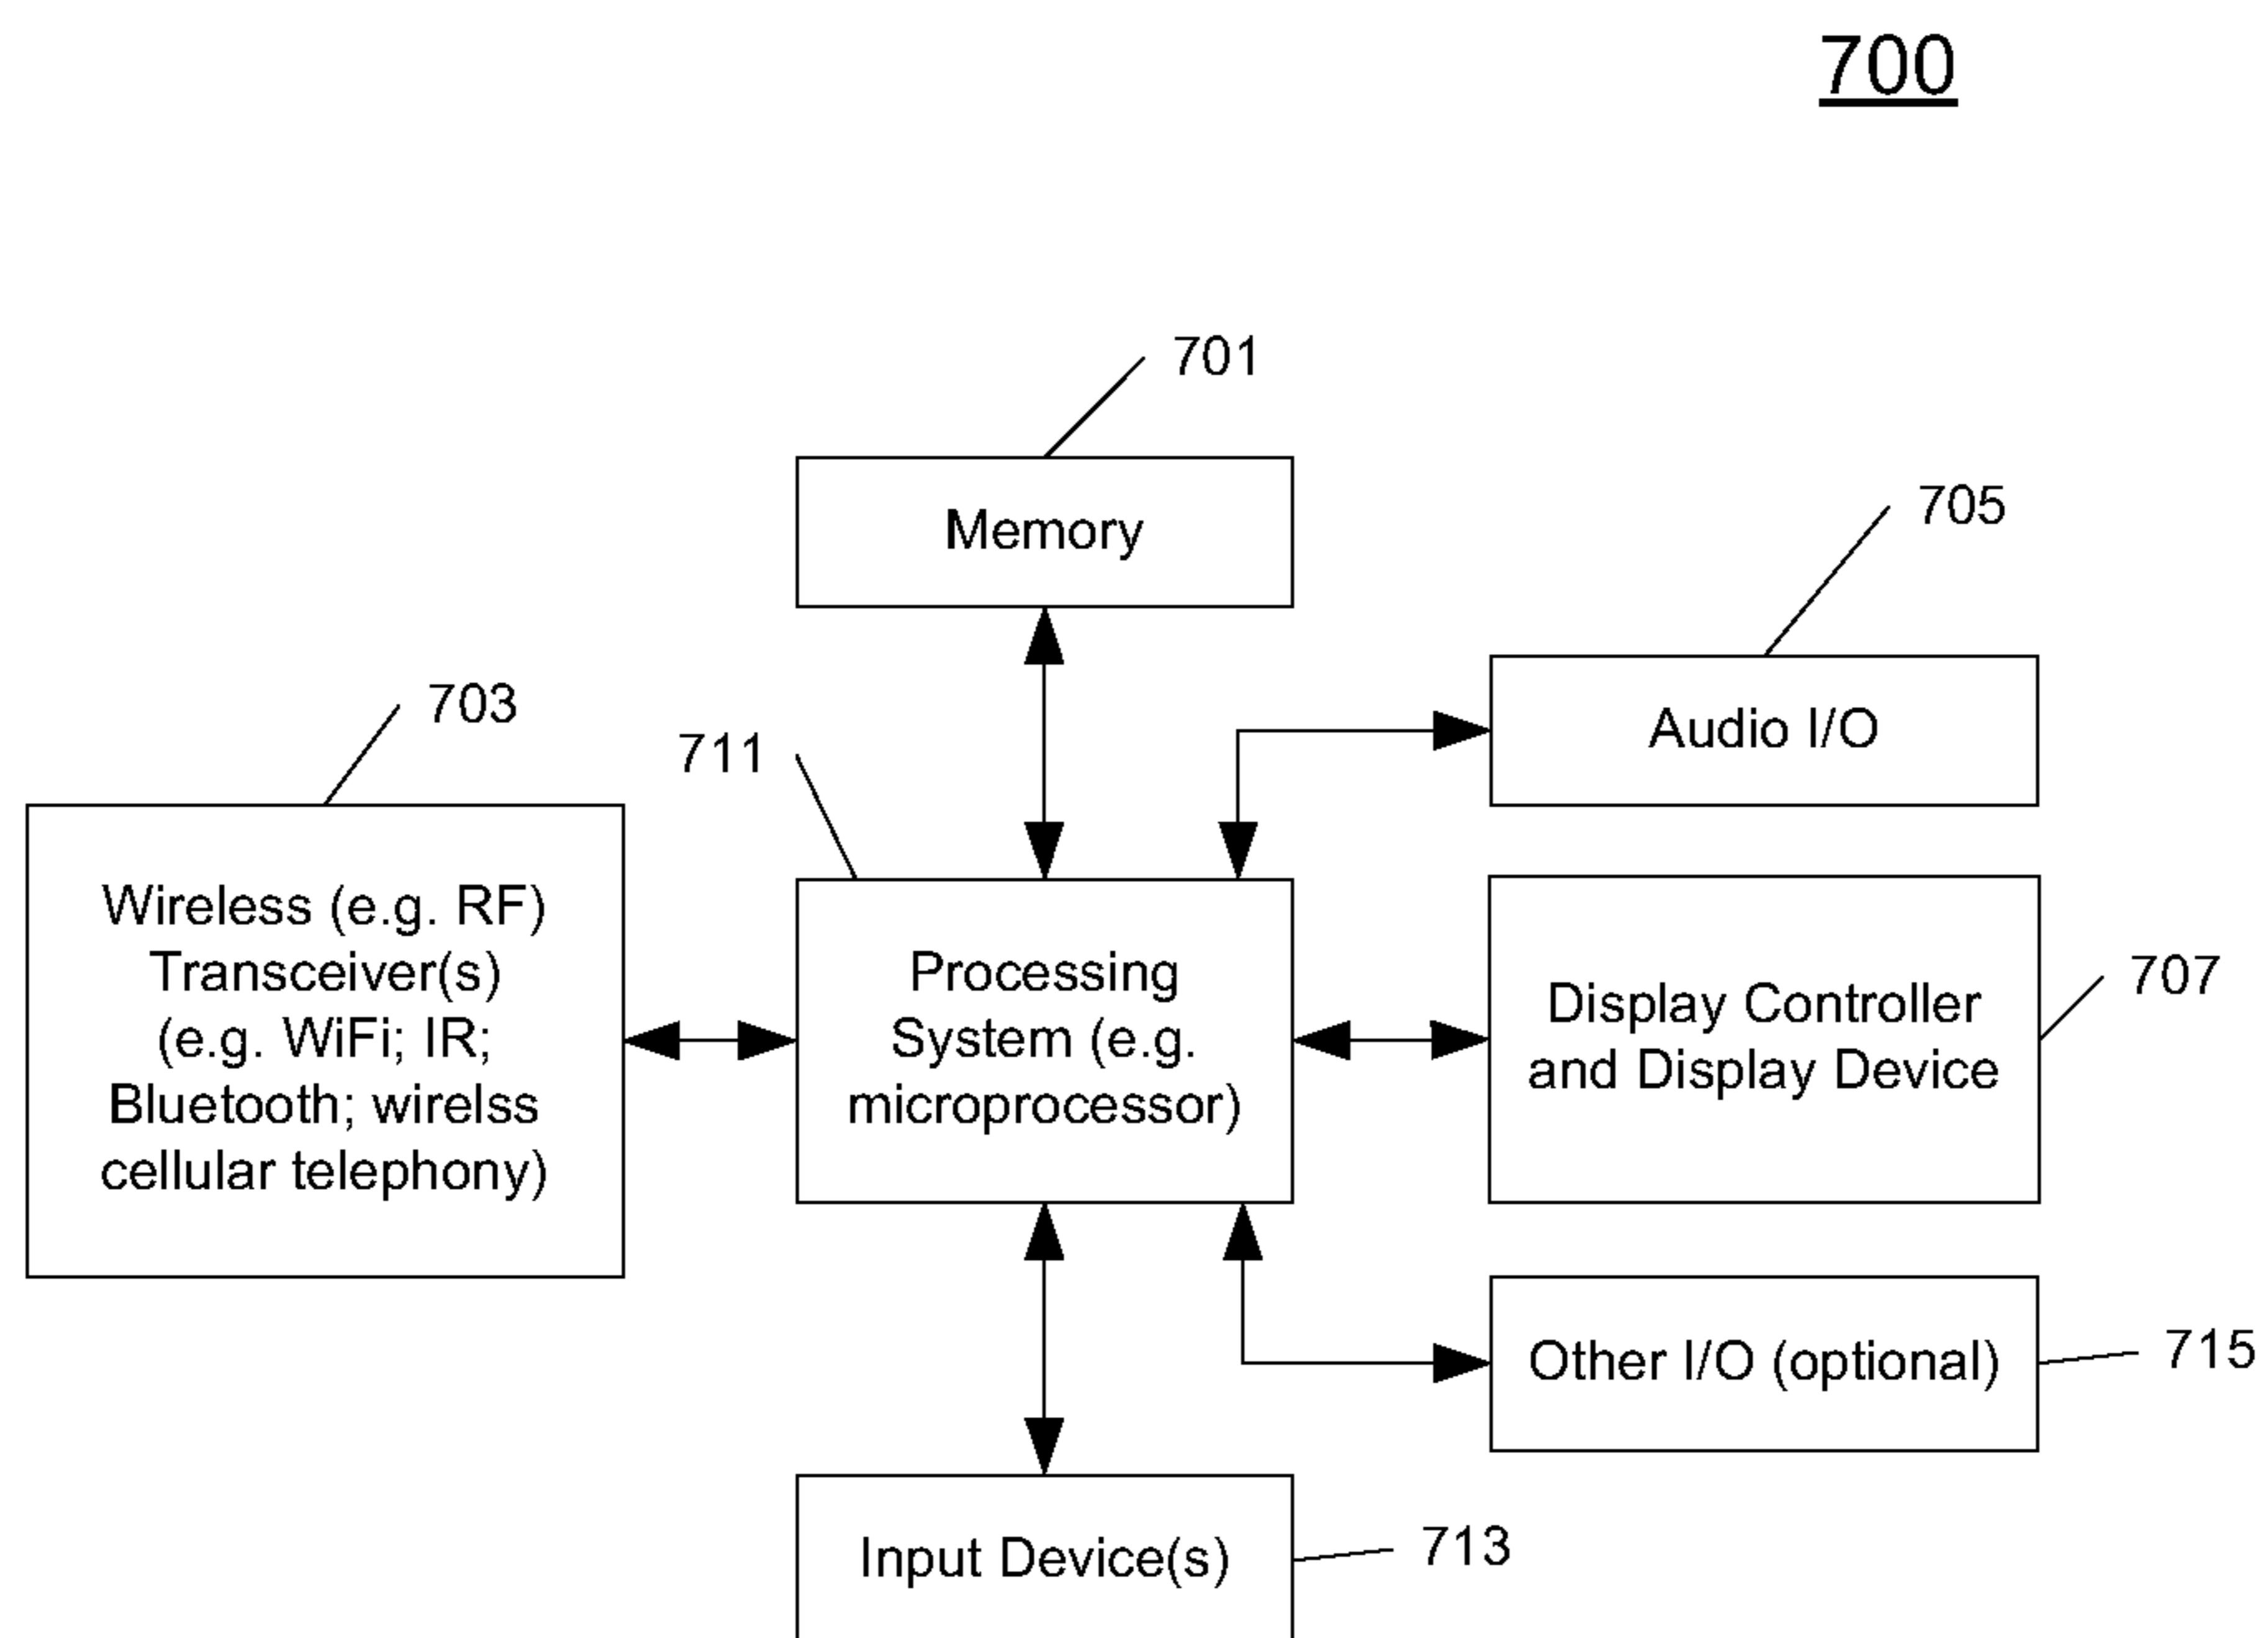 700
701
Memory
705
Audio I/O
703
711
Wireless (e.g. RF)
Transceiver(s)
(e.g. WiFi; IR;
Bluetooth; wirelss
cellular telephony)
Processing
System (e.g.
microprocessor)
Display Controller
and Display Device
707
Other I/O (optional)
715
Input Device(s)
713